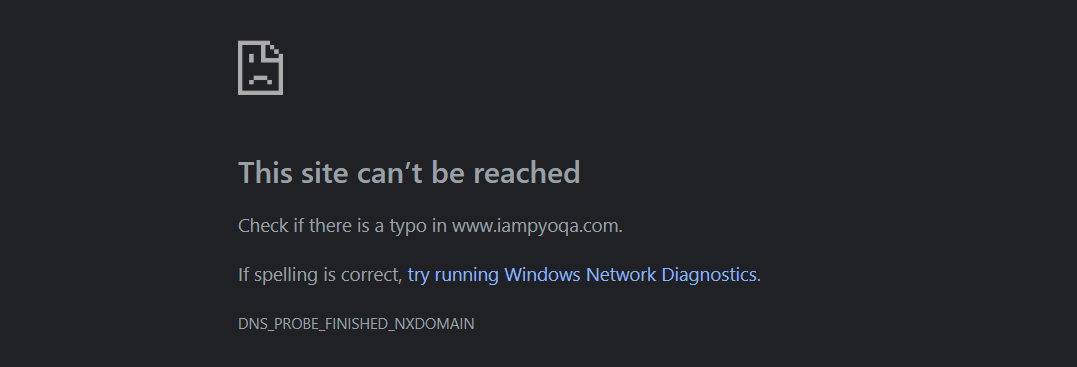 This site can’t be reached
Check if there is a typo in www.iampyoqa.com.
If spelling is correct, try running Windows Network Diagnostics.
DNS_PROBE_FINISHED_NXDOMAIN